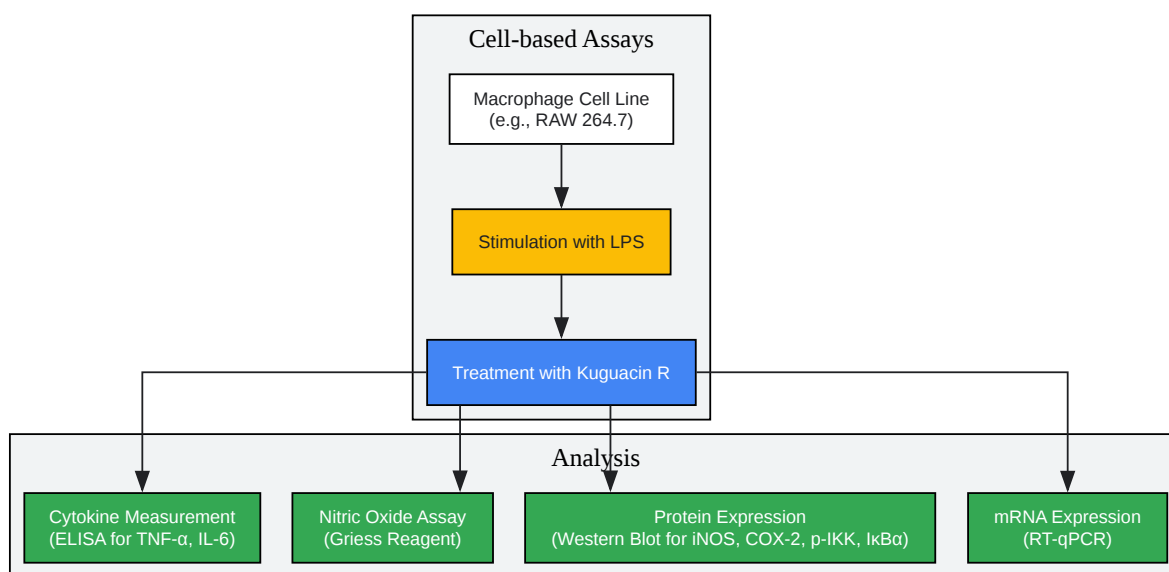 Cell-based Assays
Macrophage Cell Line
(e.g., RAW 264.7)
Stimulation with LPS
Treatment with Kuguacin R
Analysis
Cytokine Measurement
(ELISA for TNF-α, IL-6)
Nitric Oxide Assay
(Griess Reagent)
Protein Expression
(Western Blot for iNOS, COX-2, p-IKK, IκBα)
mRNA Expression
(RT-qPCR)